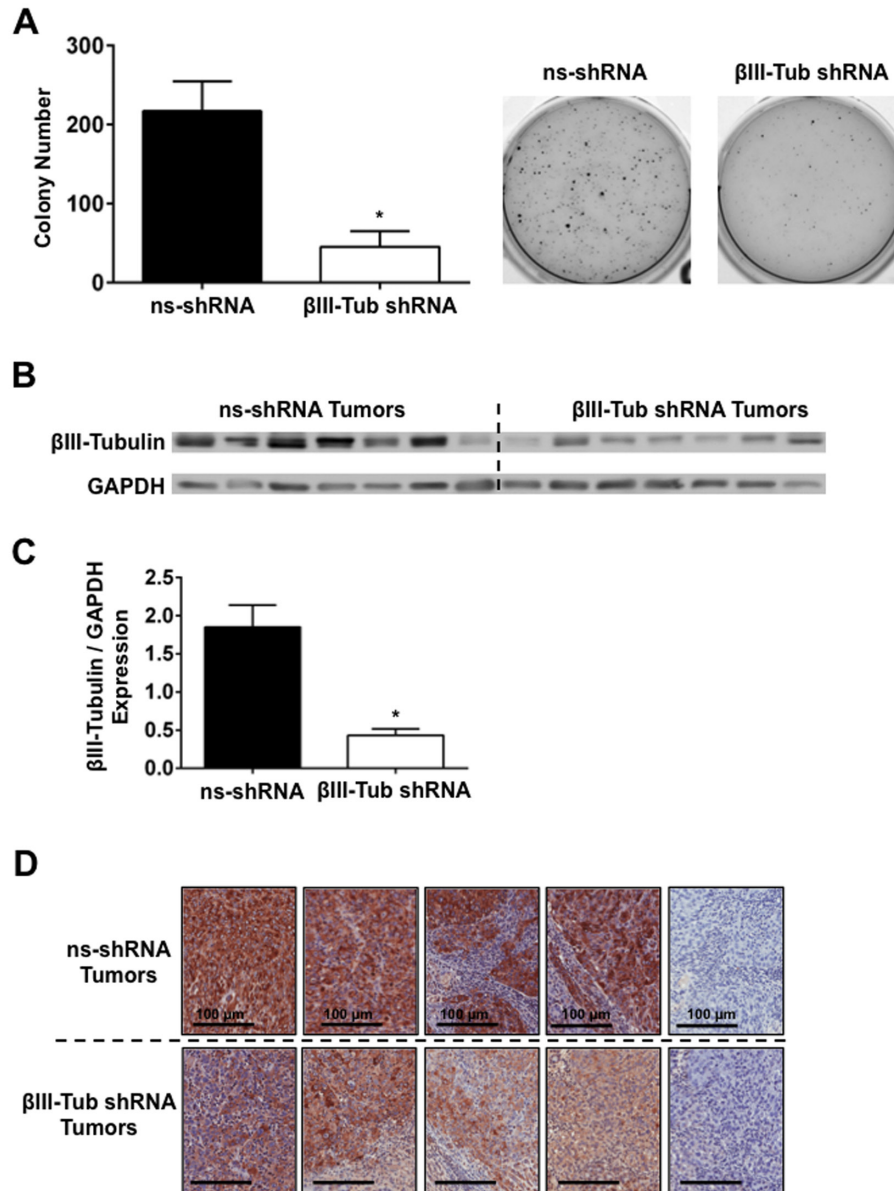 A
300
200
100
0
Colony Number
*
ns-shRNA
βIII-Tub shRNA
ns-shRNA
βIII-Tub shRNA
B
ns-shRNA Tumors
βIII-Tub shRNA Tumors
βIII-Tubulin
GAPDH
C
βIII-Tubulin / GAPDH
Expression
2.5
2.0
1.5
1.0
0.5
0.0
*
ns-shRNA
βIII-Tub shRNA
D
ns-shRNA
Tumors
100 µm
100 µm
100 µm
100 µm
100 µm
βIII-Tub shRNA
Tumors